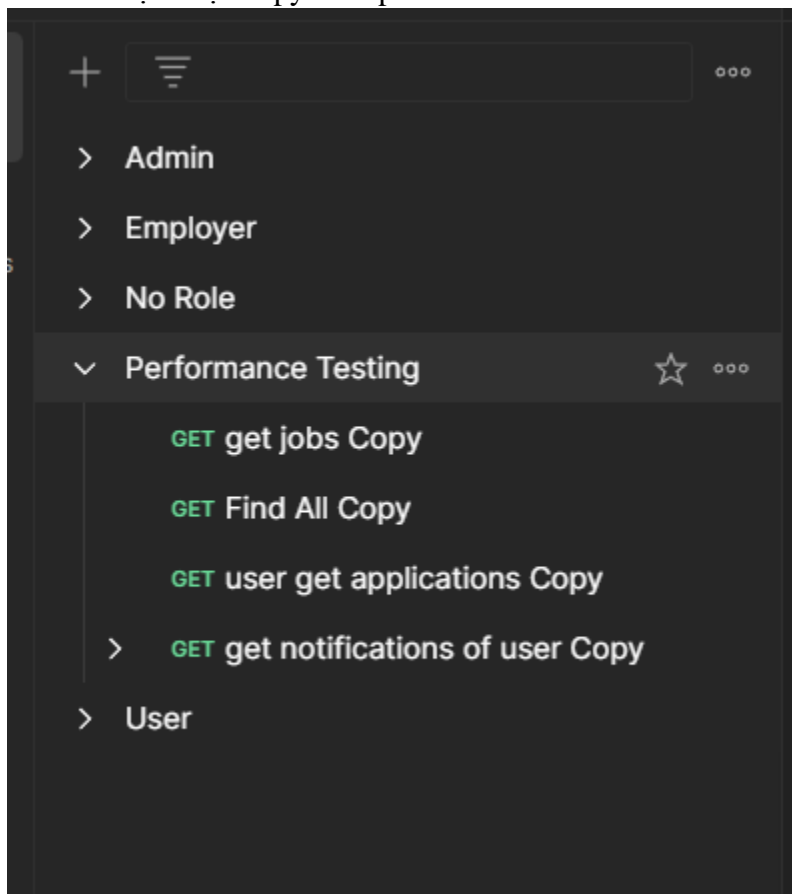 Admin
Employer
No Role
Performance Testing
GET get jobs Copy
GET Find All Copy
GET user get applications Copy
GET get notifications of user Copy
User